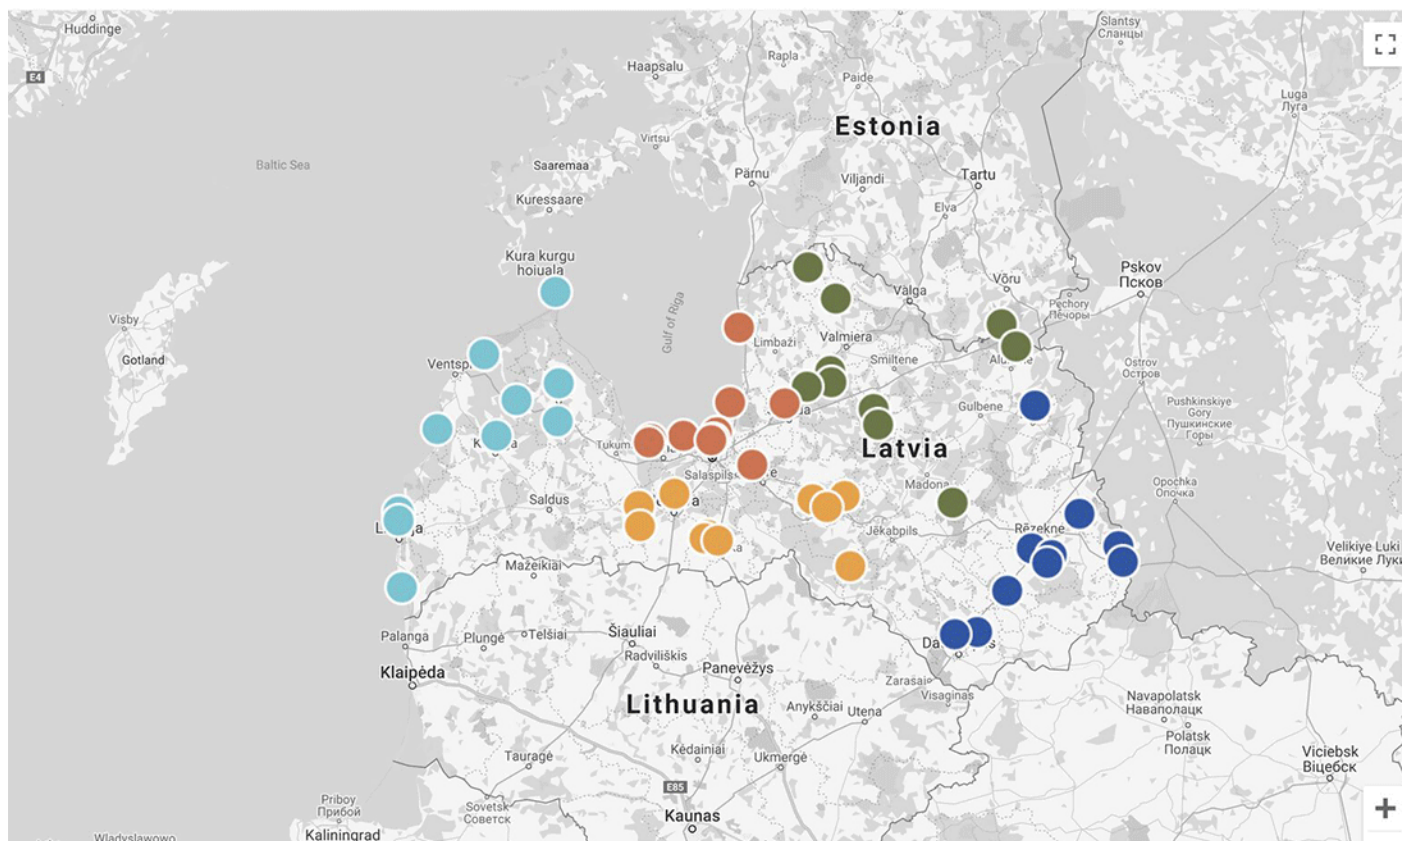 Huddinge
Slantsy
Сланцы
Rapla
Haapsalu
Paide
E4
Luga
Луга
Estonia
Virtsu
Baltic Sea
Saaremaa
Pärnu
Viljandi
Tartu
Kuressaare
Elva
Kura kurgu
hoiuala
Pskov
Псков
Võru
Valga
Pechory
Печоры
Gulf of Riga
Visby
Limbaži
Valmiera
Gotland
Smiltene
Ostrov
Остров
Ventspi
Pushkinskiye
Gory
Пушкинские
Горы
Gulbene
Latvia
Tukum
Salaspils
Madona
Opochka
Опочка
Saldus
Jēkabpils
Rēzekne
Velikiye Luki
Великие Луки
Mažeikiai
Palanga
Plungė
Telšiai
Šiauliai
Radviliškis
Panevėžys
Klaipėda
Zarasai
Visaginas
Lithuania
Anykščiai
Utena
Navapolatsk
Наваполацк
Polatsk
Полацк
Kėdainiai
Ukmergė
Tauragė
Viciebsk
Віцебск
E85
Priboy
Прибой
Sovetsk
Советск
Kaunas
Kaliningrad
Wladyslawowo